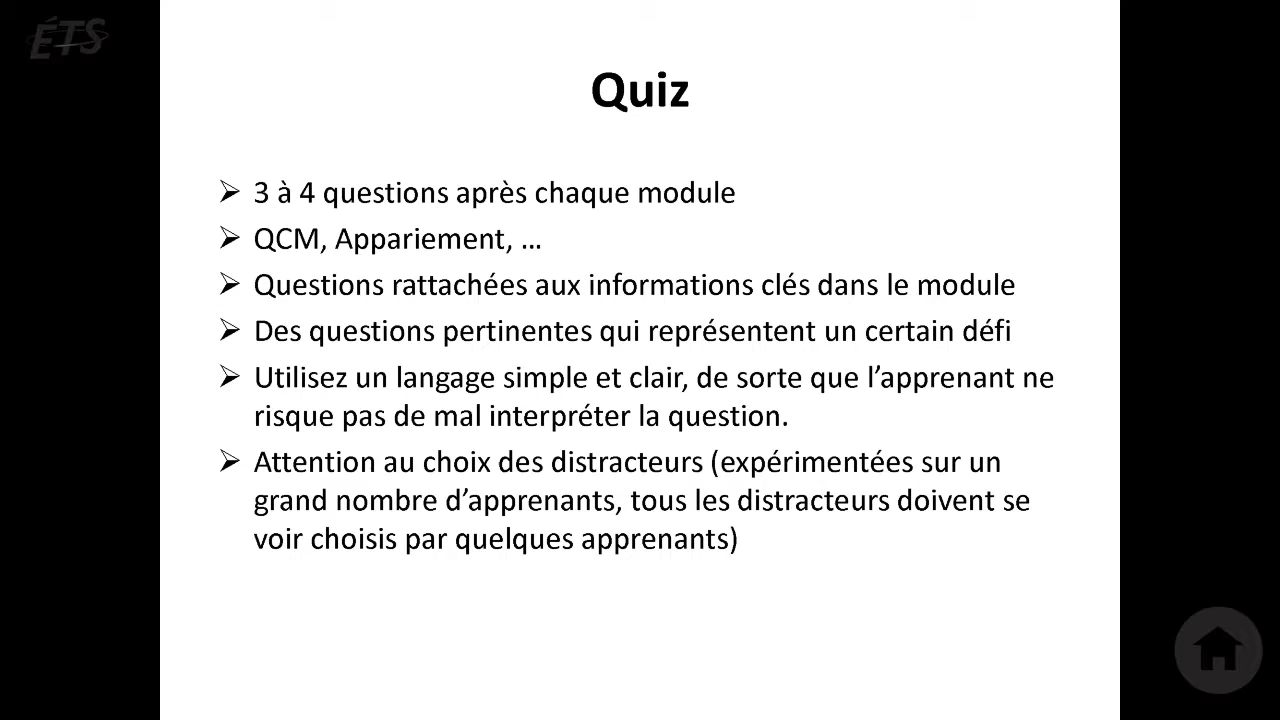 ÉTS
Quiz
➢ 3 à 4 questions après chaque module
➢ QCM, Appariement, …
➢ Questions rattachées aux informations clés dans le module
➢ Des questions pertinentes qui représentent un certain défi
➢ Utilisez un langage simple et clair, de sorte que l’apprenant ne
risque pas de mal interpréter la question.
➢ Attention au choix des distracteurs (expérimentées sur un
grand nombre d’apprenants, tous les distracteurs doivent se
voir choisis par quelques apprenants)